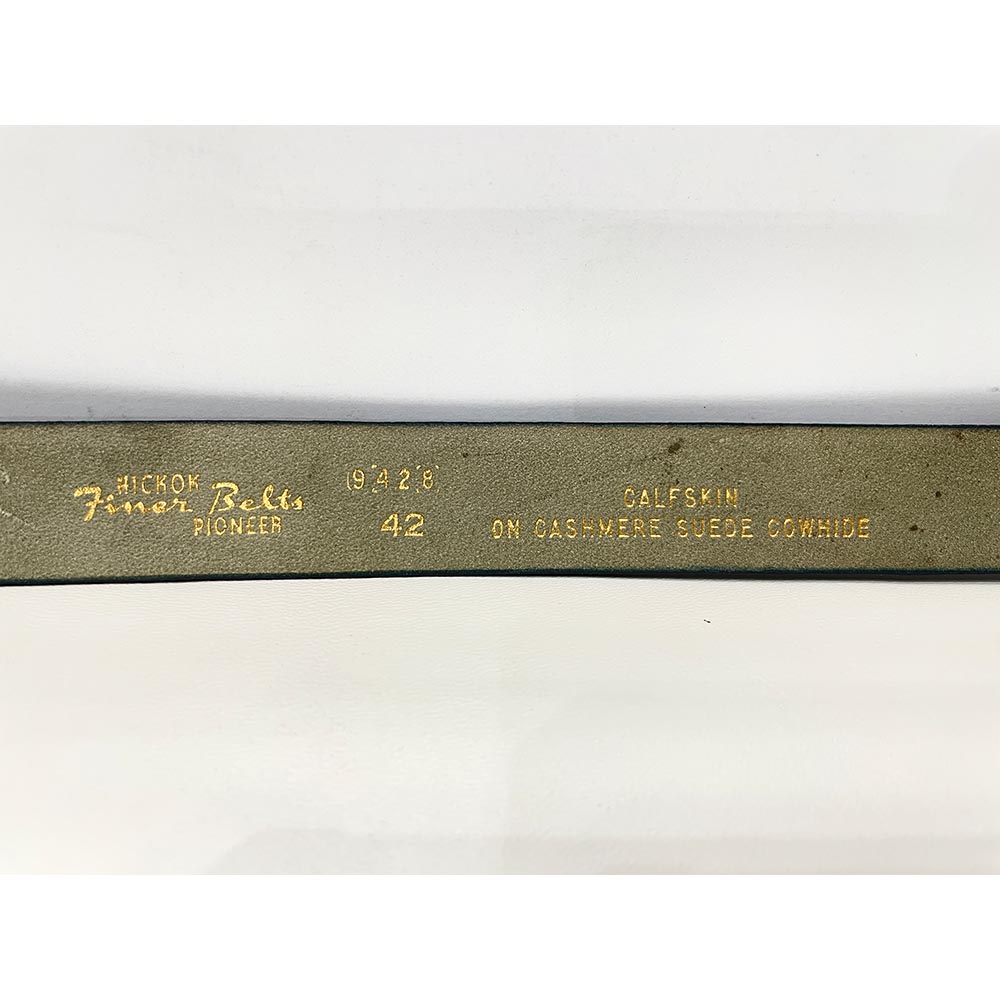 HICKOK
Finer Belts
PIONEER
9428
42
CALFSKIN
ON CASHMERE SUEDE COWHIDE